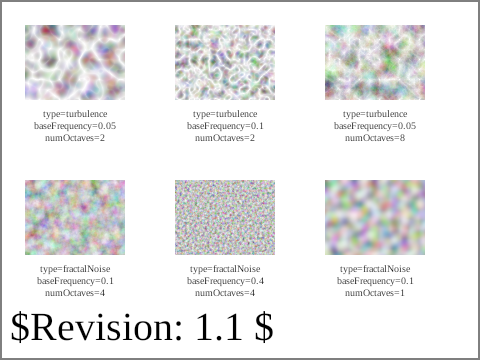 type=turbulence
baseFrequency=0.05
numOctaves=2
type=turbulence
baseFrequency=0.1
numOctaves=2
type=turbulence
baseFrequency=0.05
numOctaves=8
type=fractalNoise
baseFrequency=0.1
numOctaves=4
type=fractalNoise
baseFrequency=0.4
numOctaves=4
type=fractalNoise
baseFrequency=0.1
numOctaves=1
$Revision: 1.1 $